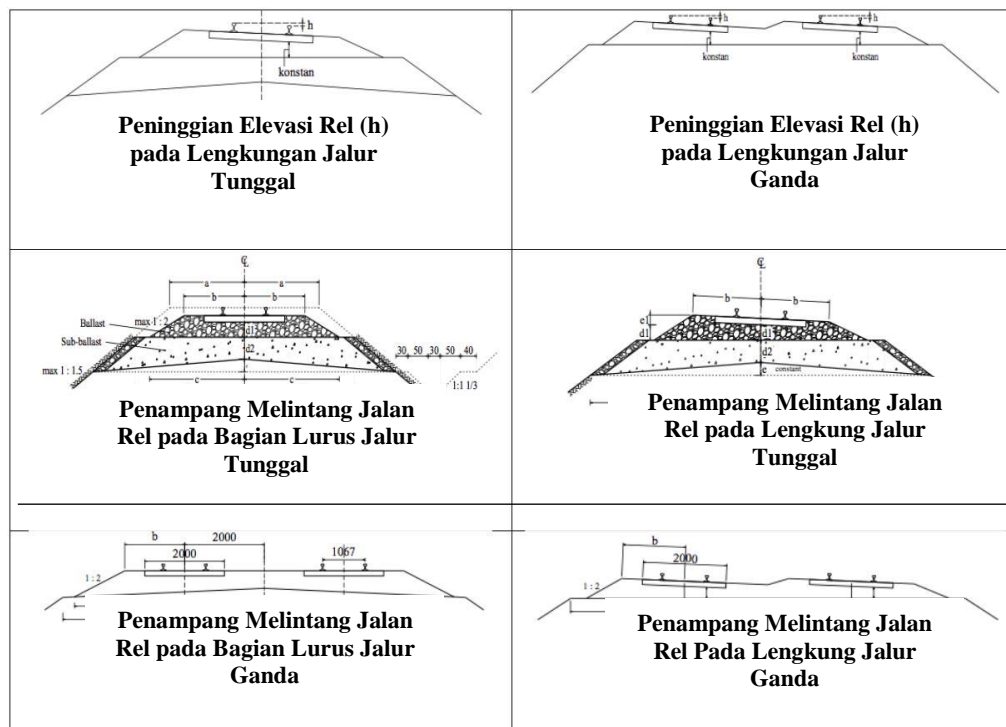 h
konstan
Peninggian Elevasi Rel (h)
pada Lengkungan Jalur
Tunggal
h h
konstan konstan
Peninggian Elevasi Rel (h)
pada Lengkungan Jalur
Ganda
℄
a a
b b
max 1 : 2
Ballast
d1
Sub-ballast
d2
30 50 30 50 40
max 1 : 1.5
c c
1:1 1/3
Penampang Melintang Jalan
Rel pada Bagian Lurus Jalur
Tunggal
℄
b b
e1
d1 d1
d2
constant
e
Penampang Melintang Jalan
Rel pada Lengkung Jalur
Tunggal
b 2000
2000 1067
1 : 2
Penampang Melintang Jalan
Rel pada Bagian Lurus Jalur
Ganda
b
2000
1 : 2
Penampang Melintang Jalan
Rel Pada Lengkung Jalur
Ganda